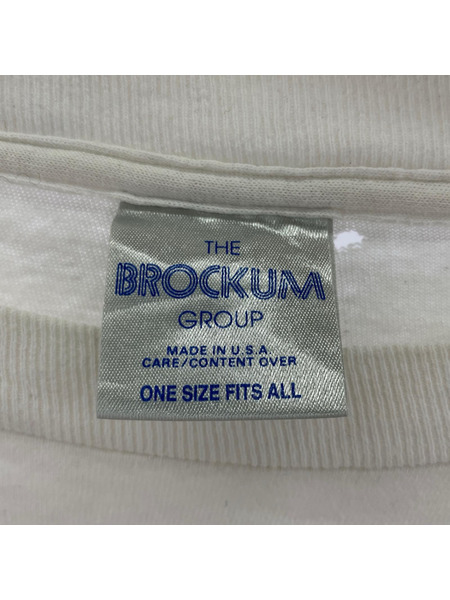 THE
BROCKUM
GROUP
MADE IN U.S.A.
CARE/CONTENT OVER
ONE SIZE FITS ALL